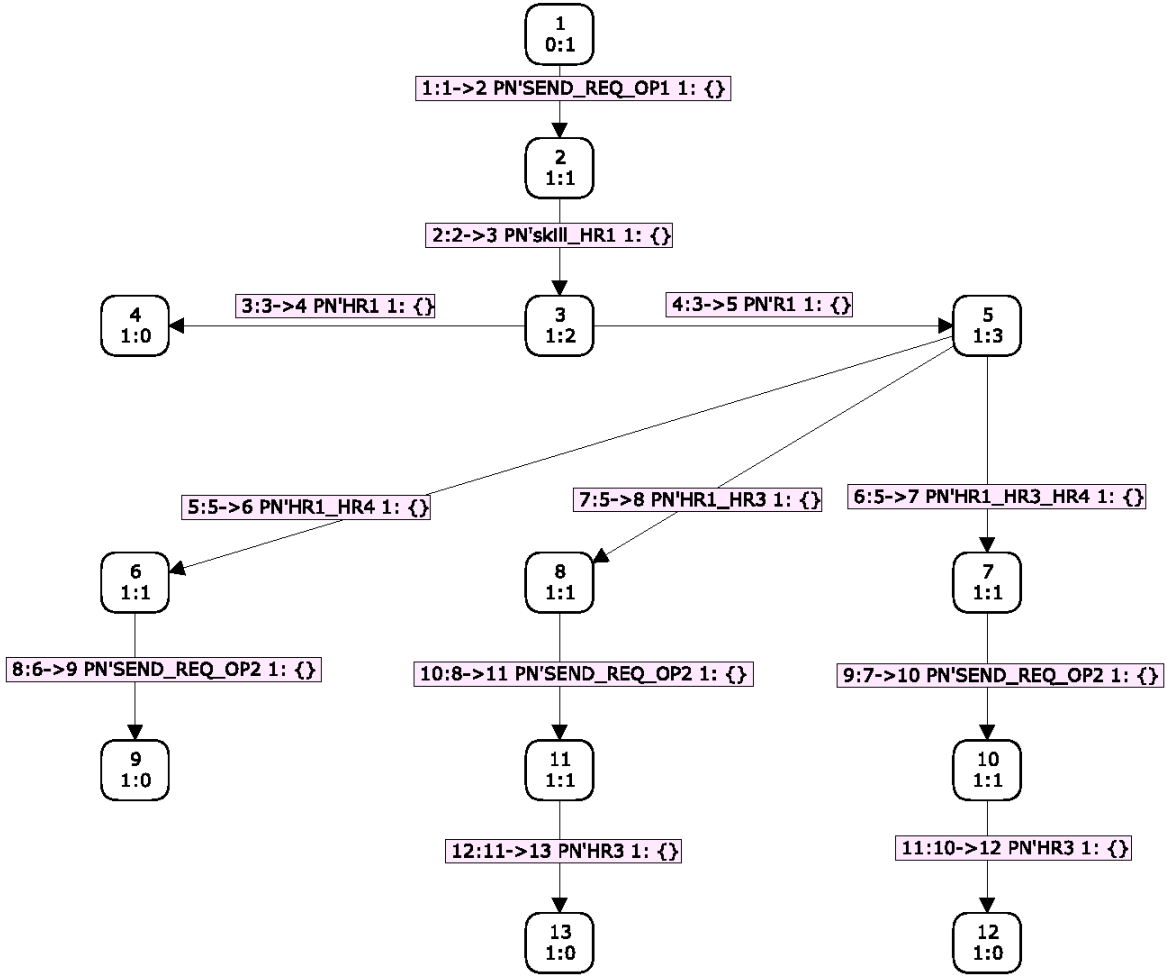 1
0:1
1:1->2 PN'SEND_REQ_OP1 1: {}
2
1:1
2:2->3 PN'skill_HR1 1: {}
3:3->4 PN'HR1 1: {}
4:3->5 PN'R1 1: {}
4
1:0
3
1:2
5
1:3
5:5->6 PN'HR1_HR4 1: {}
7:5->8 PN'HR1_HR3 1: {}
6:5->7 PN'HR1_HR3_HR4 1: {}
6
1:1
8
1:1
7
1:1
8:6->9 PN'SEND_REQ_OP2 1: {}
10:8->11 PN'SEND_REQ_OP2 1: {}
9:7->10 PN'SEND_REQ_OP2 1: {}
9
1:0
11
1:1
10
1:1
12:11->13 PN'HR3 1: {}
11:10->12 PN'HR3 1: {}
13
1:0
12
1:0